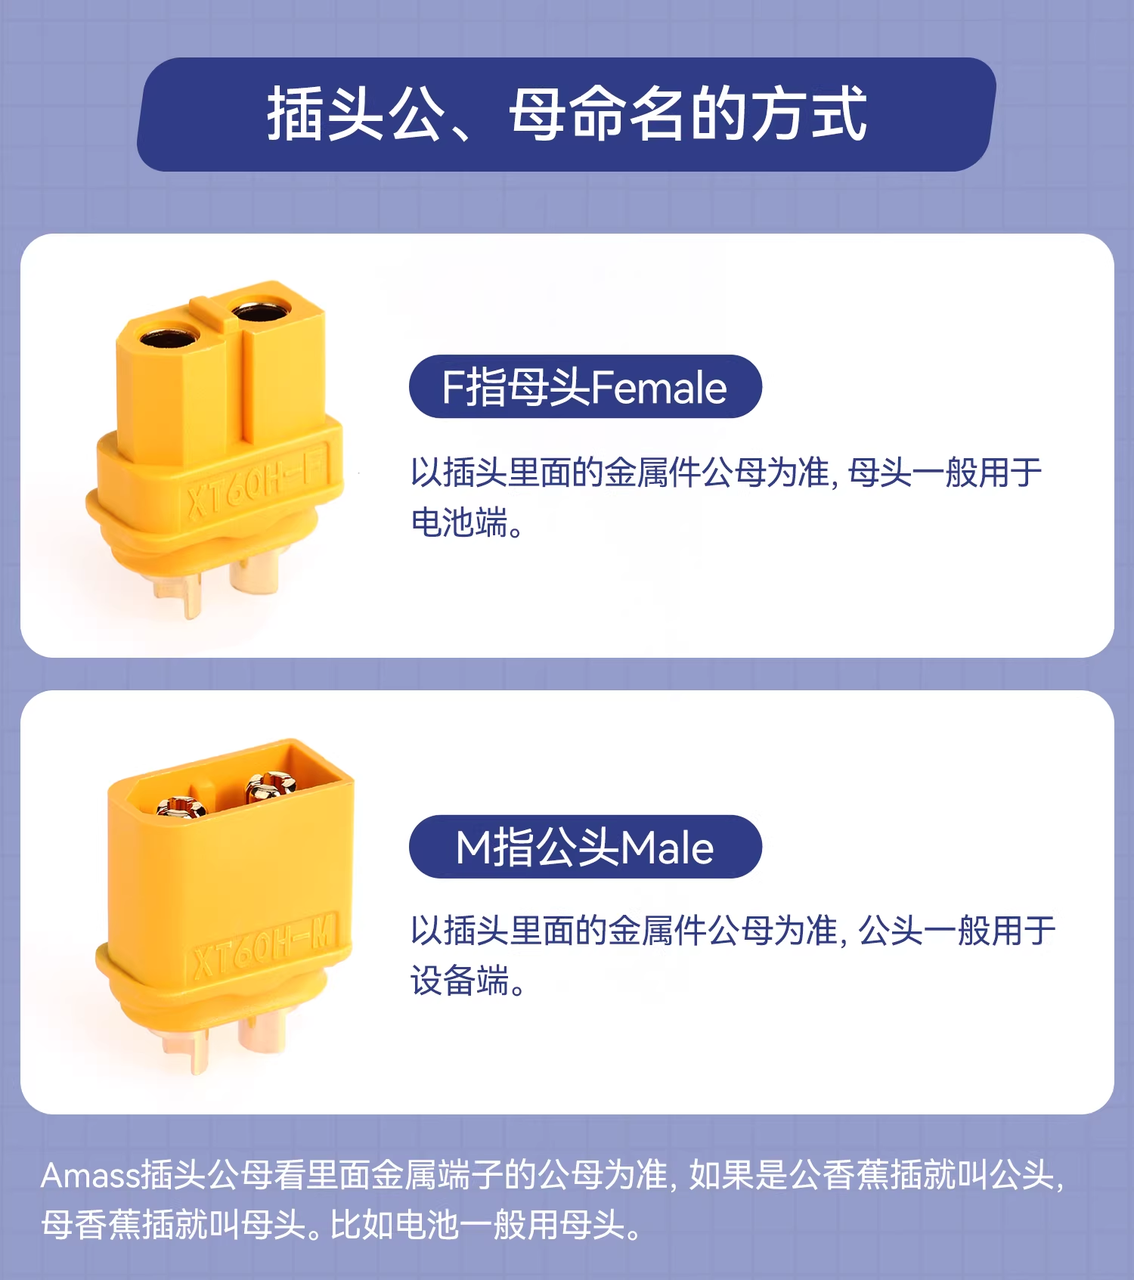 插头公、母命名的方式
XT60H-F
F指母头Female
以插头里面的金属件公母为准, 母头一般用于
电池端。
XT60H-M
M指公头Male
以插头里面的金属件公母为准, 公头一般用于
设备端。
Amass插头公母看里面金属端子的公母为准, 如果是公香蕉插就叫公头,
母香蕉插就叫母头。比如电池一般用母头。